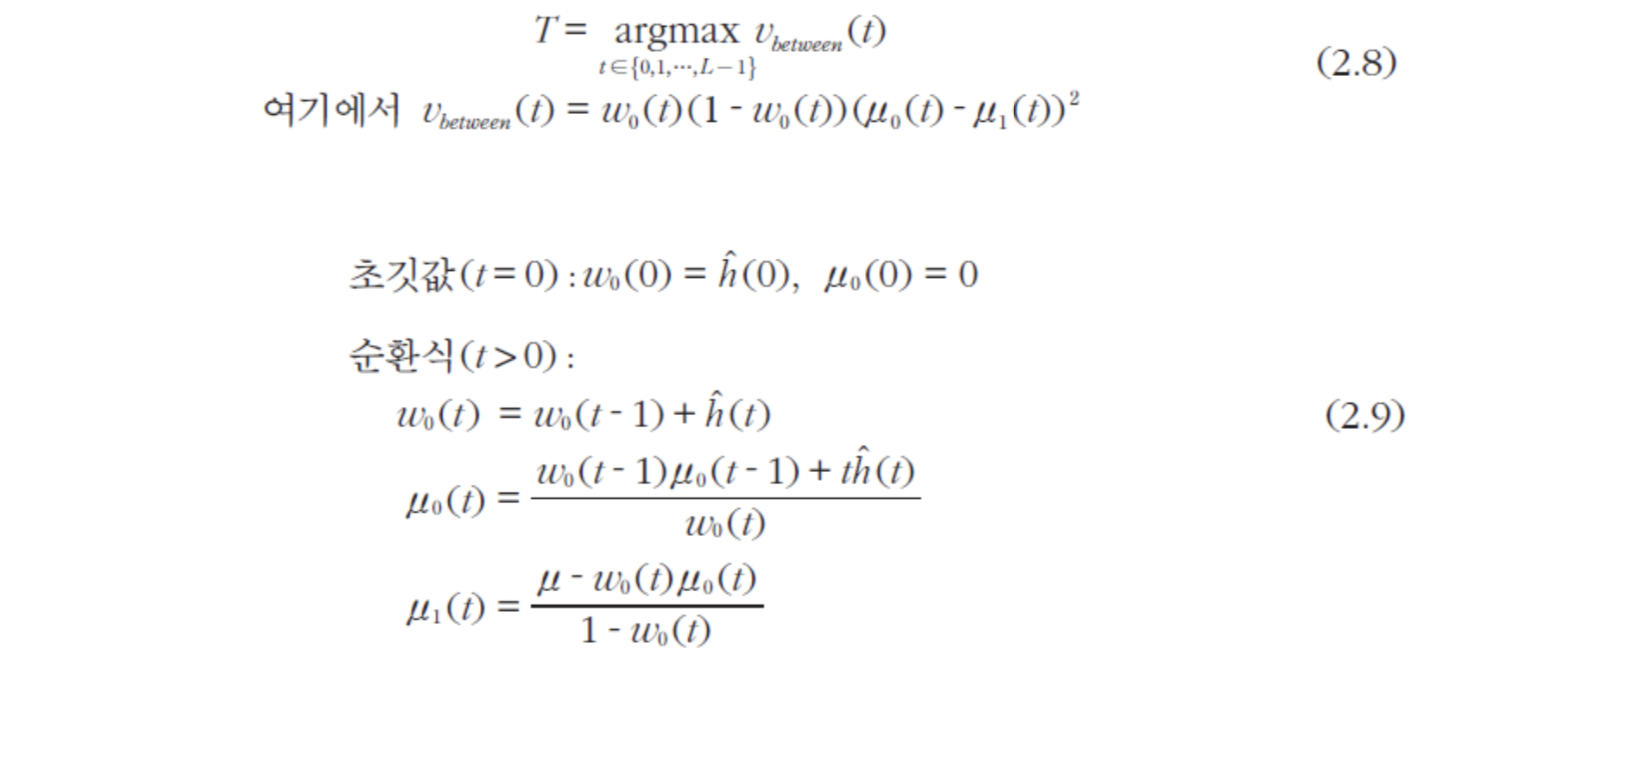 T = argmax v_between(t)
t∈{0,1,⋯,L−1}
(2.8)
여기에서 v_between(t) = w₀(t)(1 - w₀(t))(μ₀(t) - μ₁(t))²
초깃값(t=0) : w₀(0) = ĥ(0), μ₀(0) = 0
순환식(t>0) :
w₀(t) = w₀(t - 1) + ĥ(t) (2.9)
μ₀(t) = (w₀(t - 1)μ₀(t - 1) + tĥ(t)) / w₀(t)
μ₁(t) = (μ - w₀(t)μ₀(t)) / (1 - w₀(t))